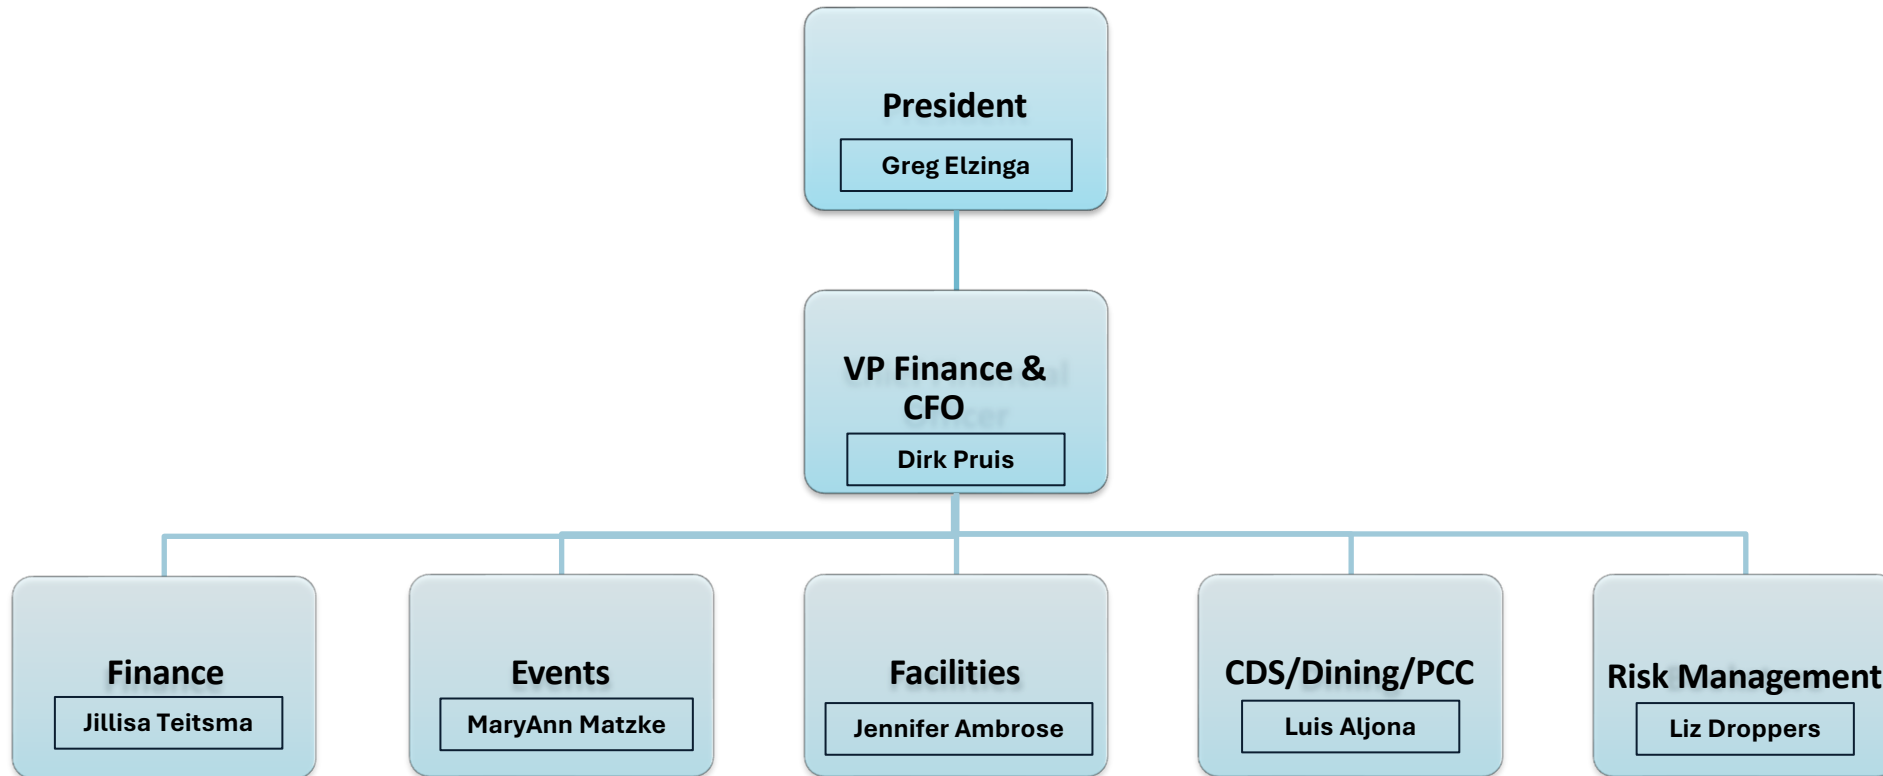 President
Greg Elzinga
VP Finance &
CFO
Dirk Pruis
Finance
Jillisa Teitsma
Events
MaryAnn Matzke
Facilities
Jennifer Ambrose
CDS/Dining/PCC
Luis Aljona
Risk Management
Liz Droppers